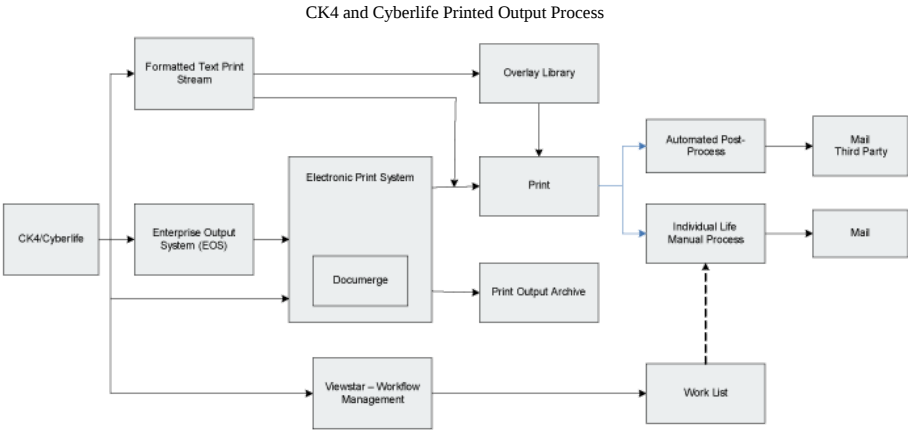 CK4 and Cyberlife Printed Output Process
Formatted Text Print
Stream
Overlay Library
Automated Post-
Process
Mail
Third Party
Electronic Print System
Print
CK4/Cyberlife
Enterprise Output
System (EOS)
Individual Life
Manual Process
Mail
Documerge
Print Output Archive
Viewstar – Workflow
Management
Work List